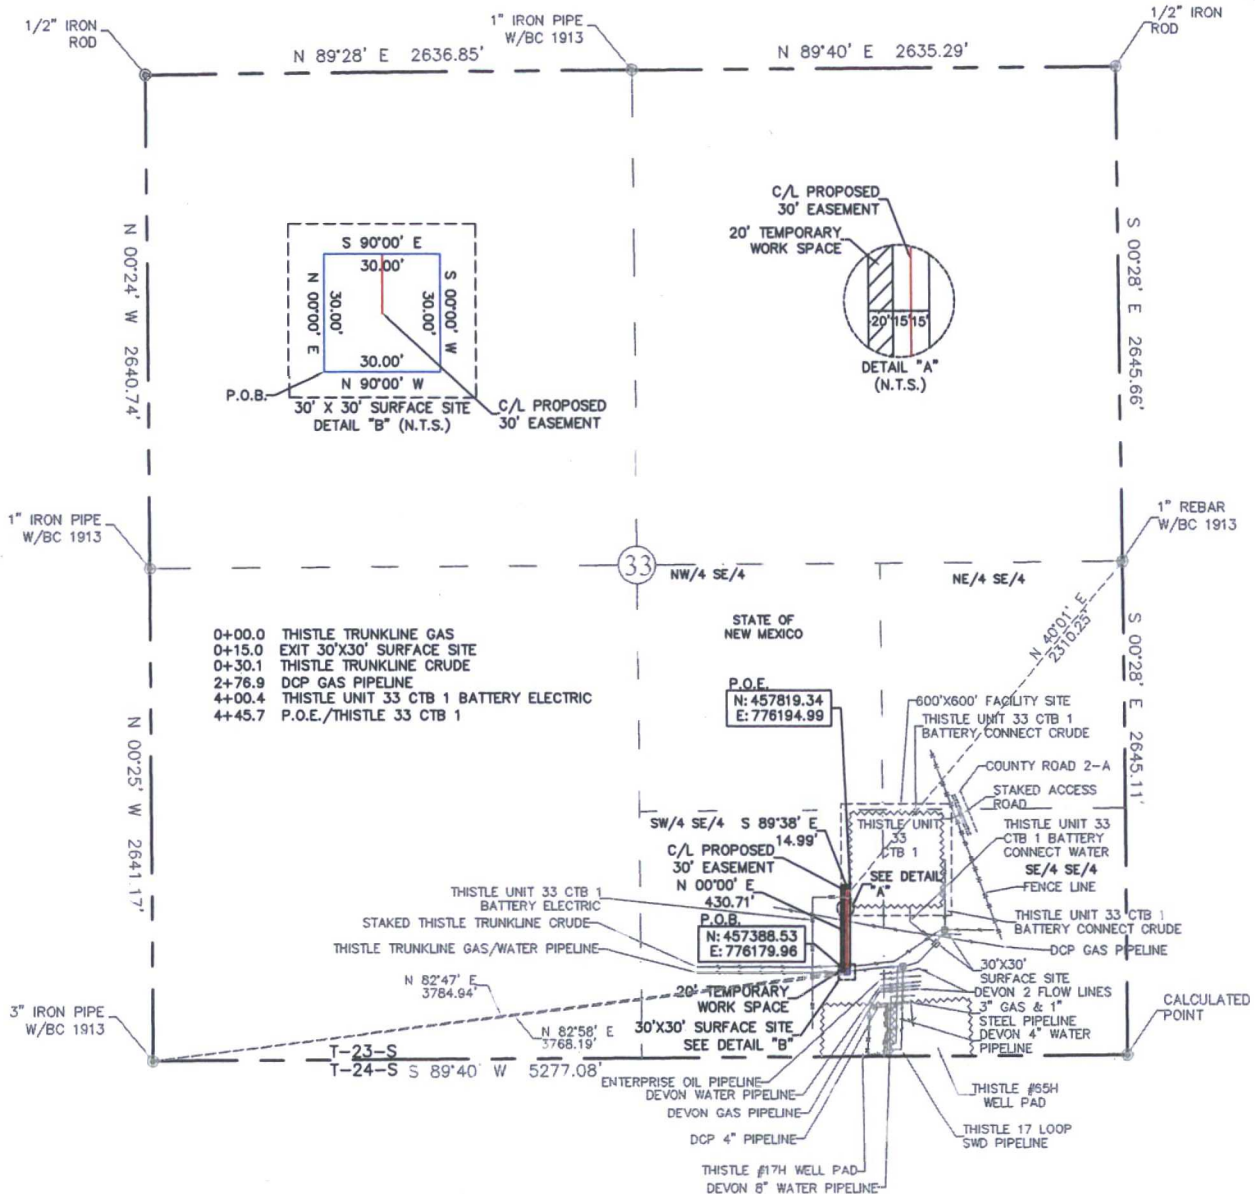 1/2" IRON
ROD
1" IRON PIPE
W/BC 1913
1/2" IRON
ROD
N 89°28' E 2636.85'
N 89°40' E 2635.29'
N 00°24' W 2640.74'
S 00°28' E 2645.66'
S 90°00' E
30.00'
N 00°00' E
30.00'
S 00°00' W
30.00'
30.00'
N 90°00' W
P.O.B.
30' X 30' SURFACE SITE
DETAIL "B" (N.T.S.)
C/L PROPOSED
30' EASEMENT
C/L PROPOSED
30' EASEMENT
20' TEMPORARY
WORK SPACE
20' 15' 15'
DETAIL "A"
(N.T.S.)
1" IRON PIPE
W/BC 1913
1" REBAR
W/BC 1913
33
NW/4 SE/4
NE/4 SE/4
STATE OF
NEW MEXICO
0+00.0 THISTLE TRUNKLINE GAS
0+15.0 EXIT 30'X30' SURFACE SITE
0+30.1 THISTLE TRUNKLINE CRUDE
2+76.9 DCP GAS PIPELINE
4+00.4 THISTLE UNIT 33 CTB 1 BATTERY ELECTRIC
4+45.7 P.O.E./THISTLE 33 CTB 1
N 40°01' E
2310.25'
P.O.E.
N: 457819.34
E: 776194.99
600'X600' FACILITY SITE
THISTLE UNIT 33 CTB 1
BATTERY CONNECT CRUDE
COUNTY ROAD 2-A
STAKED ACCESS
ROAD
N 00°25' W 2641.17'
S 00°28' E 2645.11'
SW/4 SE/4
S 89°38' E
14.99'
THISTLE UNIT
33
CTB 1
THISTLE UNIT 33
CTB 1 BATTERY
CONNECT WATER
C/L PROPOSED
30' EASEMENT
SEE DETAIL
"A"
SE/4 SE/4
FENCE LINE
N 00°00' E
430.71'
THISTLE UNIT 33 CTB 1
BATTERY ELECTRIC
STAKED THISTLE TRUNKLINE CRUDE
THISTLE TRUNKLINE GAS/WATER PIPELINE
P.O.B.
N: 457388.53
E: 776179.96
THISTLE UNIT 33 CTB 1
BATTERY CONNECT CRUDE
DCP GAS PIPELINE
30'X30'
SURFACE SITE
DEVON 2 FLOW LINES
3" GAS & 1"
STEEL PIPELINE
DEVON 4" WATER
PIPELINE
N 82°47' E
3784.94'
20' TEMPORARY
WORK SPACE
N 82°58' E
3768.19'
30'X30' SURFACE SITE
SEE DETAIL "B"
3" IRON PIPE
W/BC 1913
CALCULATED
POINT
T-23-S
T-24-S
S 89°40' W 5277.08'
ENTERPRISE OIL PIPELINE
DEVON WATER PIPELINE
DEVON GAS PIPELINE
DCP 4" PIPELINE
THISTLE #65H
WELL PAD
THISTLE 17 LOOP
SWD PIPELINE
THISTLE #17H WELL PAD
DEVON 8" WATER PIPELINE